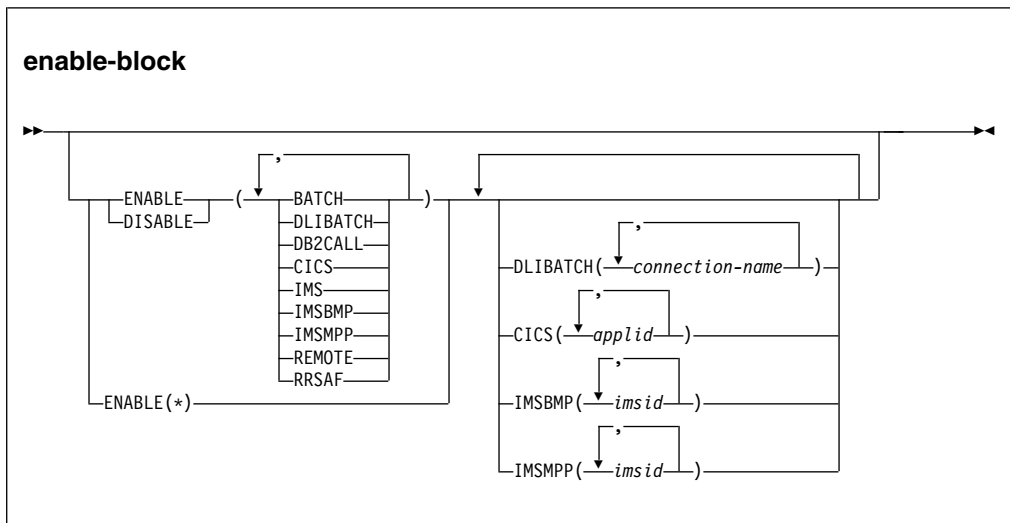 enable-block
,
ENABLE ( BATCH )
DISABLE DLIBATCH
DB2CALL ,
CICS DLIBATCH( connection-name )
IMS ,
IMSBMP CICS( applid )
IMSMPP
REMOTE ,
RRSAF
ENABLE(*) IMSBMP( imsid )
,
IMSMPP( imsid )